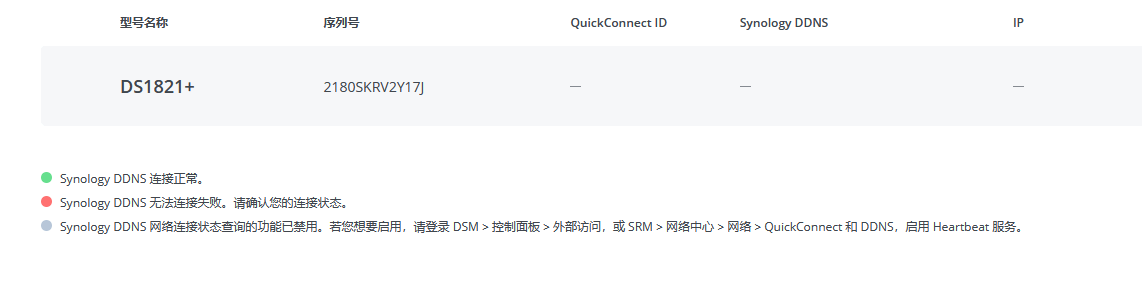 型号名称 序列号 QuickConnect ID Synology DDNS IP
DS1821+ 2180SKRV2Y17J — — —
Synology DDNS 连接正常。
Synology DDNS 无法连接失败。请确认您的连接状态。
Synology DDNS 网络连接状态查询的功能已禁用。若您想要启用，请登录 DSM > 控制面板 > 外部访问，或 SRM > 网络中心 > 网络 > QuickConnect 和 DDNS，启用 Heartbeat 服务。